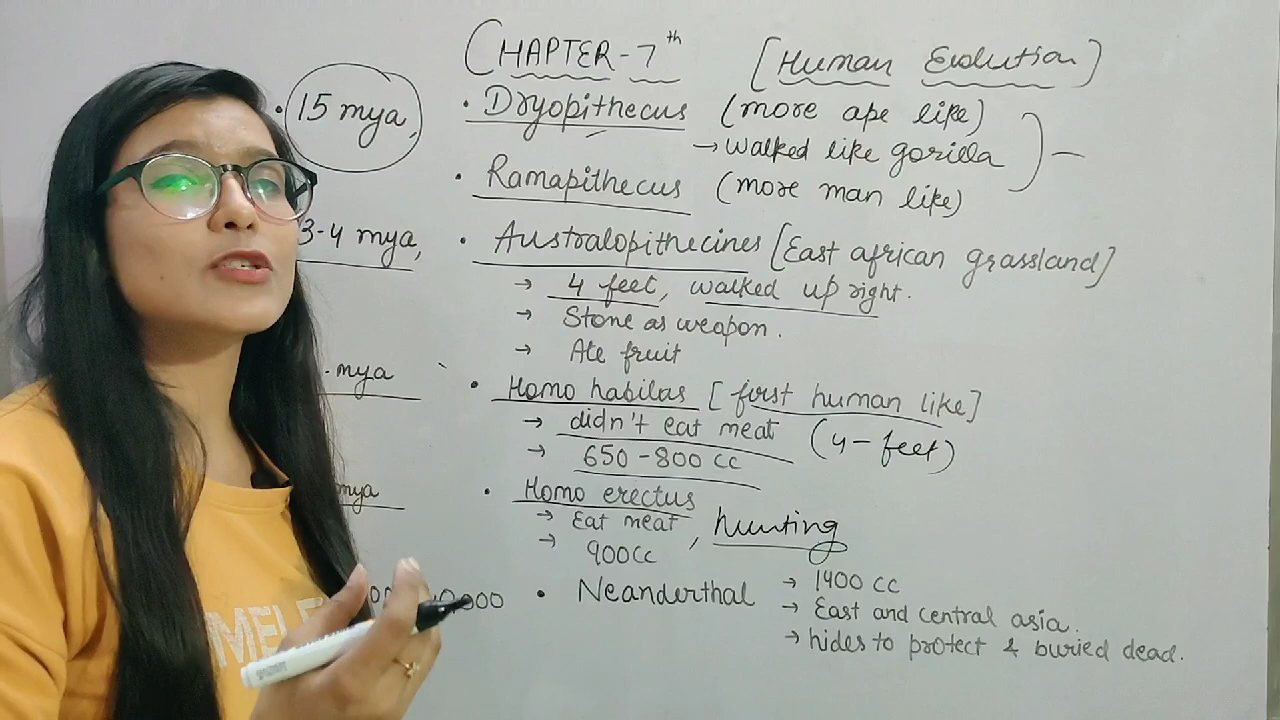 CHAPTER-7th [Human Evolution]
15 mya, • Dryopithecus (more ape like)
→ walked like gorilla
• Ramapithecus (more man like)
3-4 mya, • Australopithecines [East african grassland]
→ 4 feet, walked up right.
→ Stone as weapon.
→ Ate fruit
mya • Homo habilas [first human like]
→ didn't eat meat (4-feet)
→ 650-800 cc
mya • Homo erectus
→ Eat meat, hunting
→ 900cc
• Neanderthal → 1400 cc
→ East and central asia.
→ hides to protect & buried dead.